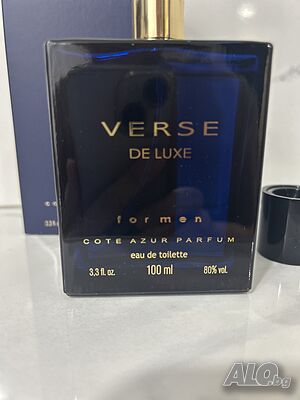 VERSE
DE LUXE
for men
COTE AZUR PARFUM
eau de toilette
3,3 fl. oz. 100 ml 80% vol.
ALO.bg